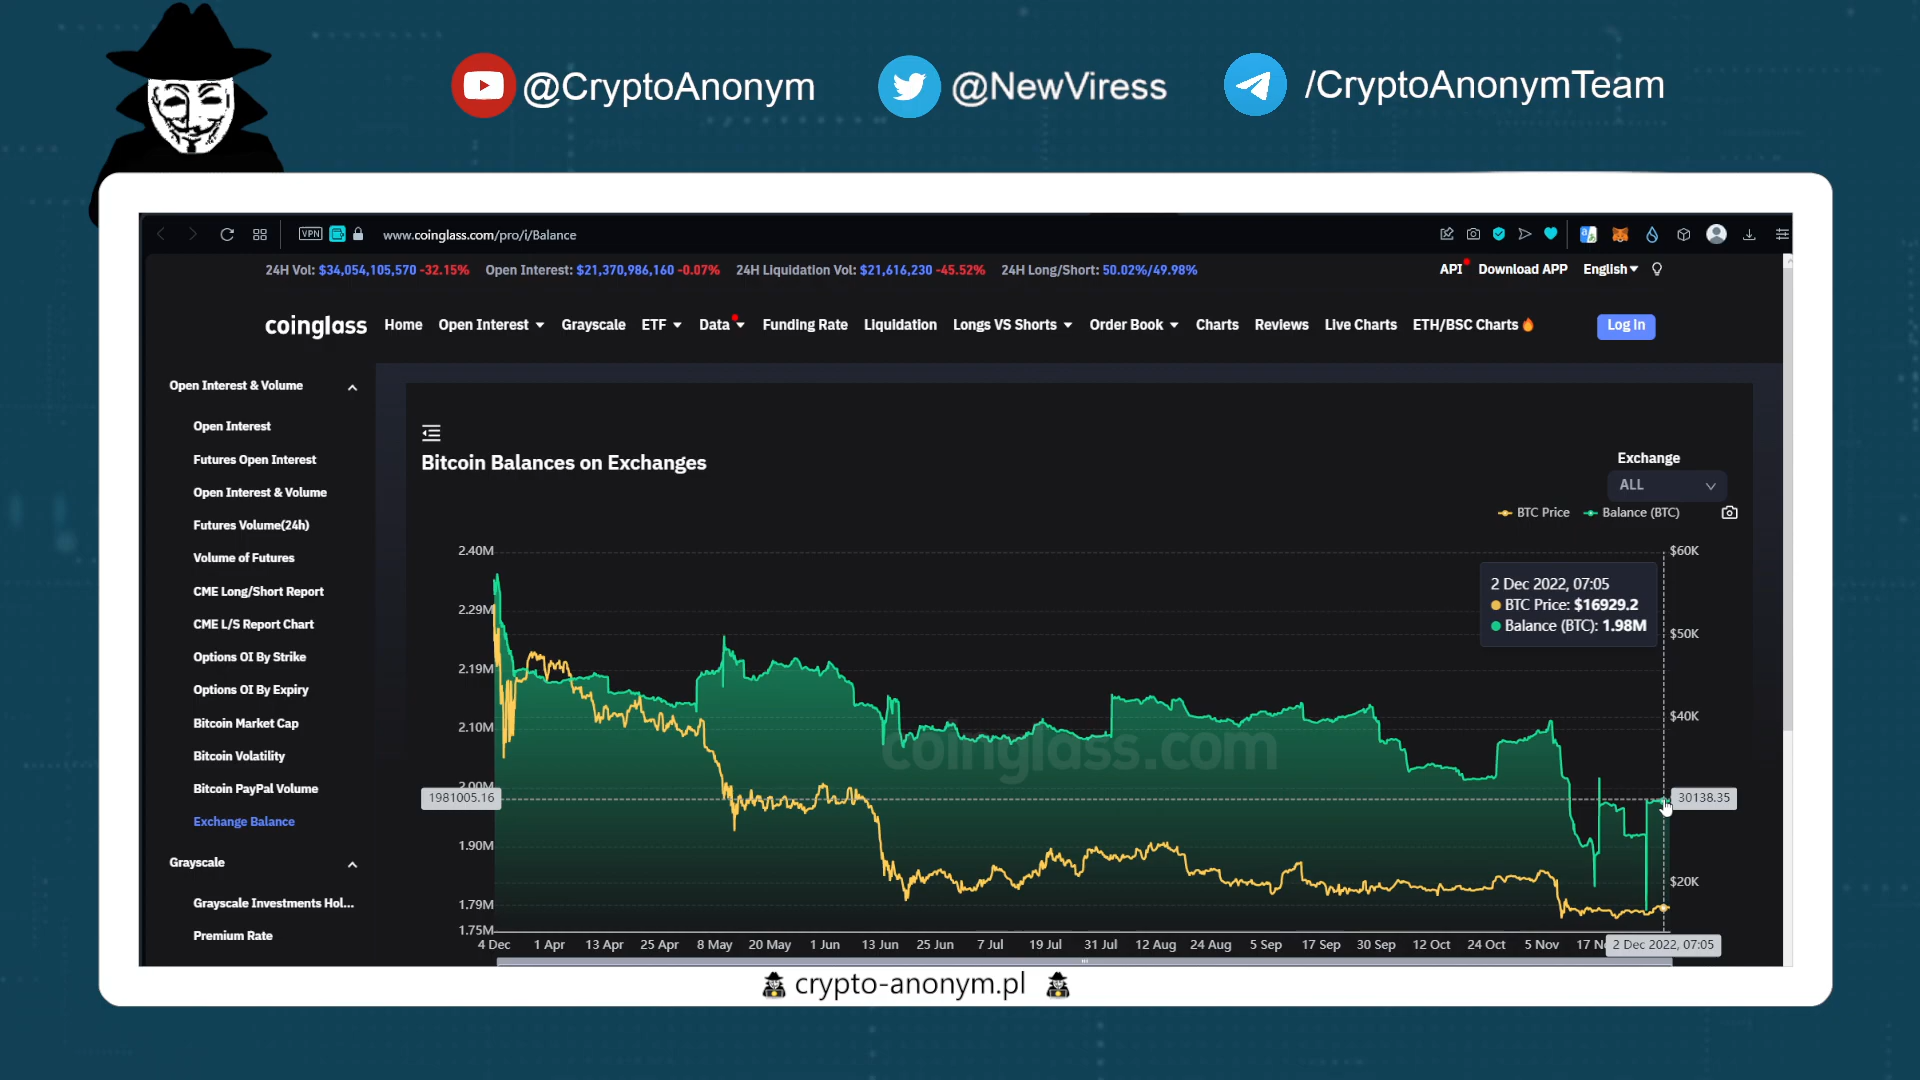 @CryptoAnonym @NewViress /CryptoAnonymTeam
VPN www.coinglass.com/pro/i/Balance
24H Vol: $34,054,105,570 -32.15% Open Interest: $21,370,986,160 -0.07% 24H Liquidation Vol: $21,616,230 -45.52% 24H Long/Short: 50.02%/49.98% API Download APP English
coinglass Home Open Interest Grayscale ETF Data Funding Rate Liquidation Longs VS Shorts Order Book Charts Reviews Live Charts ETH/BSC Charts Log In
Open Interest & Volume
Open Interest
Futures Open Interest
Open Interest & Volume
Futures Volume(24h)
Volume of Futures
CME Long/Short Report
CME L/S Report Chart
Options OI By Strike
Options OI By Expiry
Bitcoin Market Cap
Bitcoin Volatility
Bitcoin PayPal Volume
Exchange Balance
Grayscale
Grayscale Investments Hol...
Premium Rate
Bitcoin Balances on Exchanges
Exchange
ALL
BTC Price Balance (BTC)
2.40M $60K
2 Dec 2022, 07:05
BTC Price: $16929.2
Balance (BTC): 1.98M
2.29M
$50K
2.19M
$40K
2.10M
coinglass.com
2.00M
1981005.16 30138.35
1.90M
$20K
1.79M
1.75M
4 Dec 1 Apr 13 Apr 25 Apr 8 May 20 May 1 Jun 13 Jun 25 Jun 7 Jul 19 Jul 31 Jul 12 Aug 24 Aug 5 Sep 17 Sep 30 Sep 12 Oct 24 Oct 5 Nov 17 N 2 Dec 2022, 07:05
crypto-anonym.pl